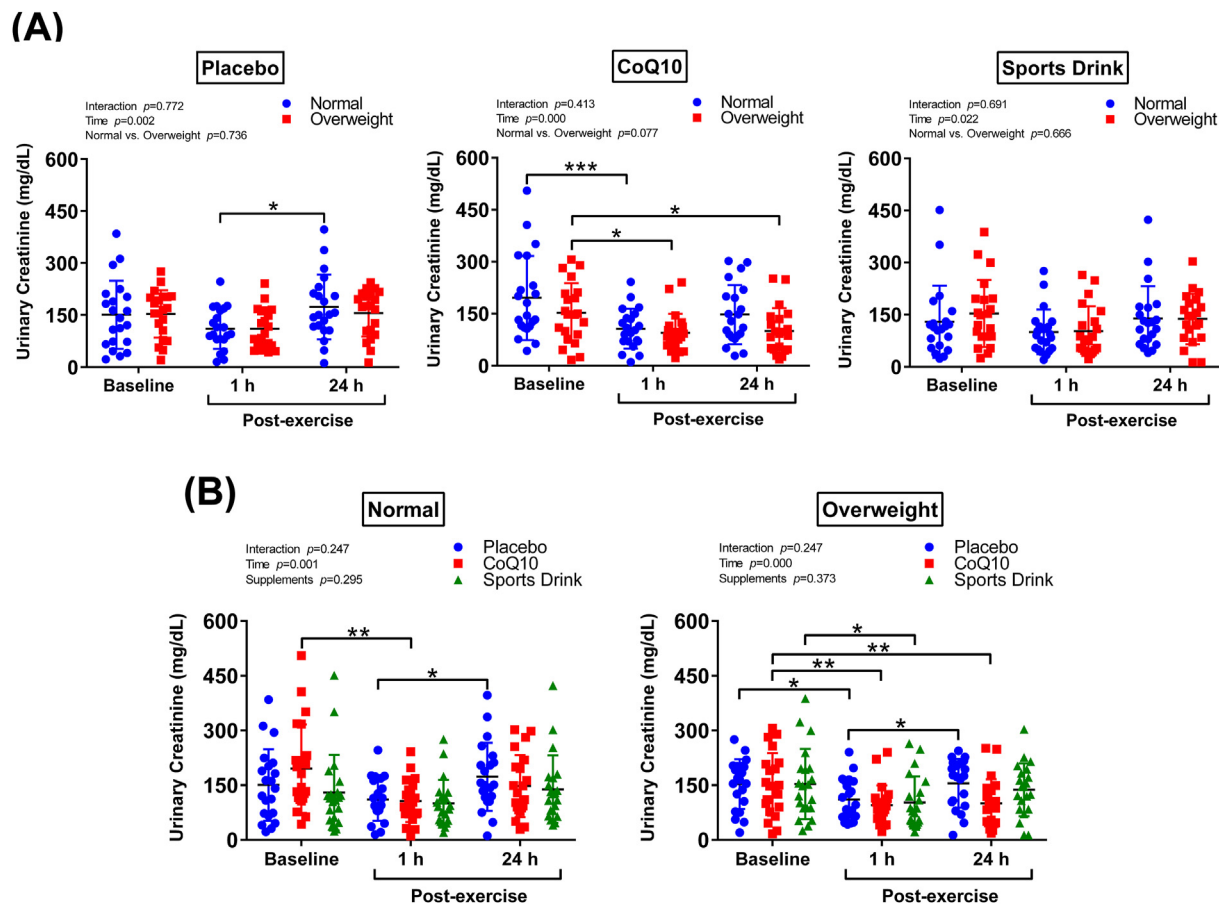 (A)
Placebo
Interaction p=0.772
Time p=0.002
Normal vs. Overweight p=0.736
Normal
Overweight
Urinary Creatinine (mg/dL)
600
450
300
150
0
*
Baseline
1 h
24 h
Post-exercise
CoQ10
Interaction p=0.413
Time p=0.000
Normal vs. Overweight p=0.077
Normal
Overweight
Urinary Creatinine (mg/dL)
600
450
300
150
0
***
*
*
Baseline
1 h
24 h
Post-exercise
Sports Drink
Interaction p=0.691
Time p=0.022
Normal vs. Overweight p=0.666
Normal
Overweight
Urinary Creatinine (mg/dL)
600
450
300
150
0
Baseline
1 h
24 h
Post-exercise
(B)
Normal
Interaction p=0.247
Time p=0.001
Supplements p=0.295
Placebo
CoQ10
Sports Drink
Urinary Creatinine (mg/dL)
600
450
300
150
0
**
*
Baseline
1 h
24 h
Post-exercise
Overweight
Interaction p=0.247
Time p=0.000
Supplements p=0.373
Placebo
CoQ10
Sports Drink
Urinary Creatinine (mg/dL)
600
450
300
150
0
*
**
**
*
*
Baseline
1 h
24 h
Post-exercise